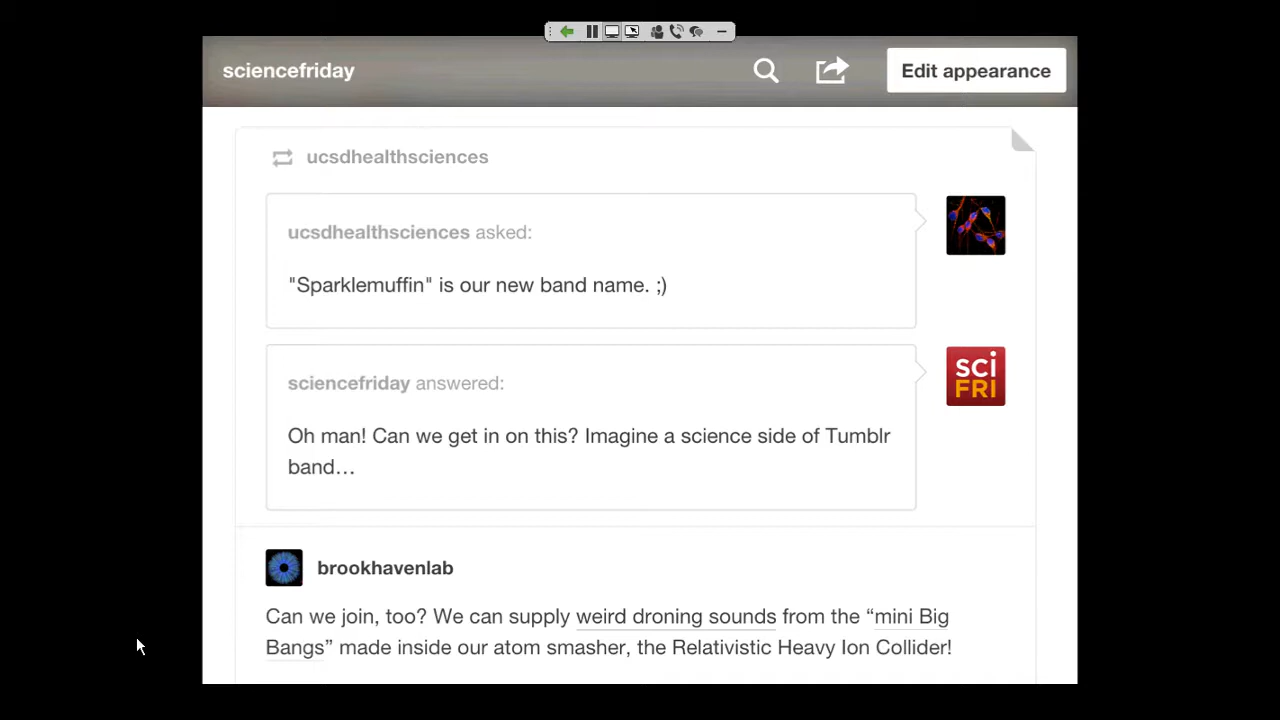 sciencefriday
Edit appearance
ucsdhealthsciences
ucsdhealthsciences asked:
"Sparklemuffin" is our new band name. ;)
sciencefriday answered:
SCi
FRI
Oh man! Can we get in on this? Imagine a science side of Tumblr
band…
brookhavenlab
Can we join, too? We can supply weird droning sounds from the “mini Big
Bangs” made inside our atom smasher, the Relativistic Heavy Ion Collider!